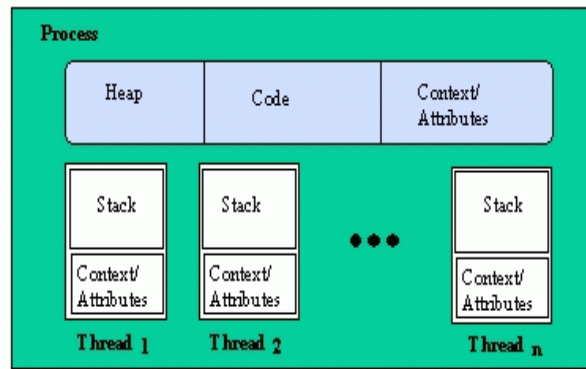 Process
Heap
Code
Context/
Attributes
Stack
Context/
Attributes
Thread 1
Stack
Context/
Attributes
Thread 2
Stack
Context/
Attributes
Thread n